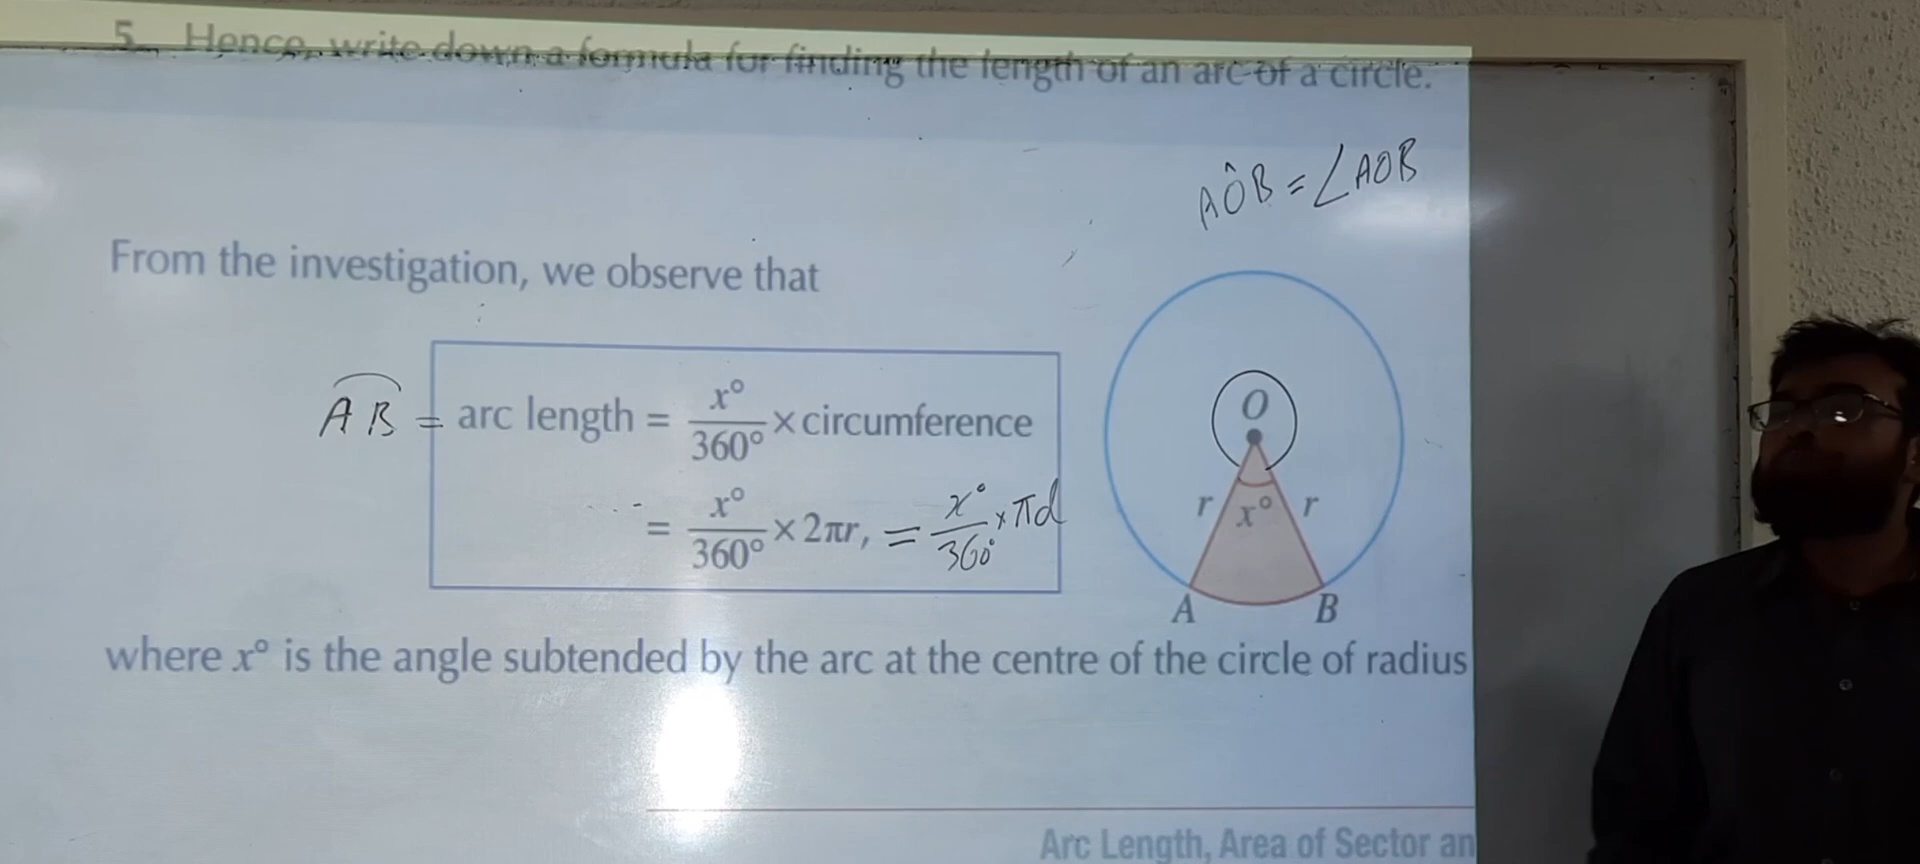 5. Hence, write down a formula for finding the length of an arc of a circle.
AÔB = ∠AOB
From the investigation, we observe that
AB = arc length = x°/360° × circumference
= x°/360° × 2πr, = x°/360° × πd
O
r x° r
A B
where x° is the angle subtended by the arc at the centre of the circle of radius
Arc Length, Area of Sector an